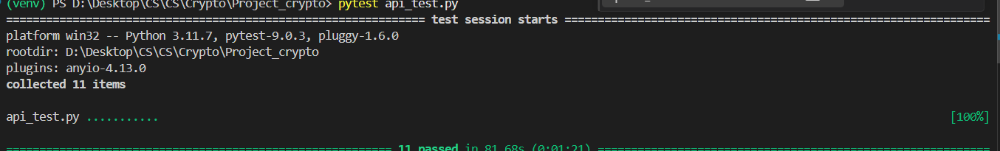 (venv) PS D:\Desktop\CS\CS\Crypto\Project_crypto> pytest api_test.py
============================================================== test session starts ===============================================================
platform win32 -- Python 3.11.7, pytest-9.0.3, pluggy-1.6.0
rootdir: D:\Desktop\CS\CS\Crypto\Project_crypto
plugins: anyio-4.13.0
collected 11 items
api_test.py ........... [100%]
========================================================= 11 passed in 81.68s (0:01:21) ==========================================================